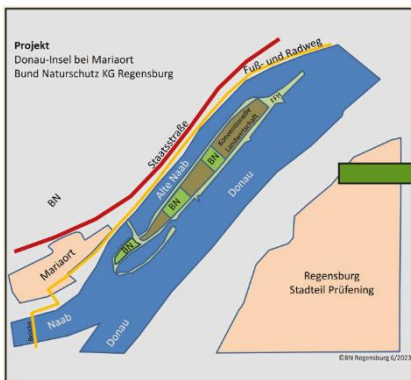 Projekt
Donau-Insel bei Mariaort
Bund Naturschutz KG Regensburg
Fuß- und Radweg
Staatsstraße
FFH
Konventionelle
Landwirtschaft
BN
Alte Naab
BN
Donau
BN
BN
Mariaort
Regensburg
Stadtteil Prüfening
Naab
Brücke
Donau
©BN Regensburg 6/2023